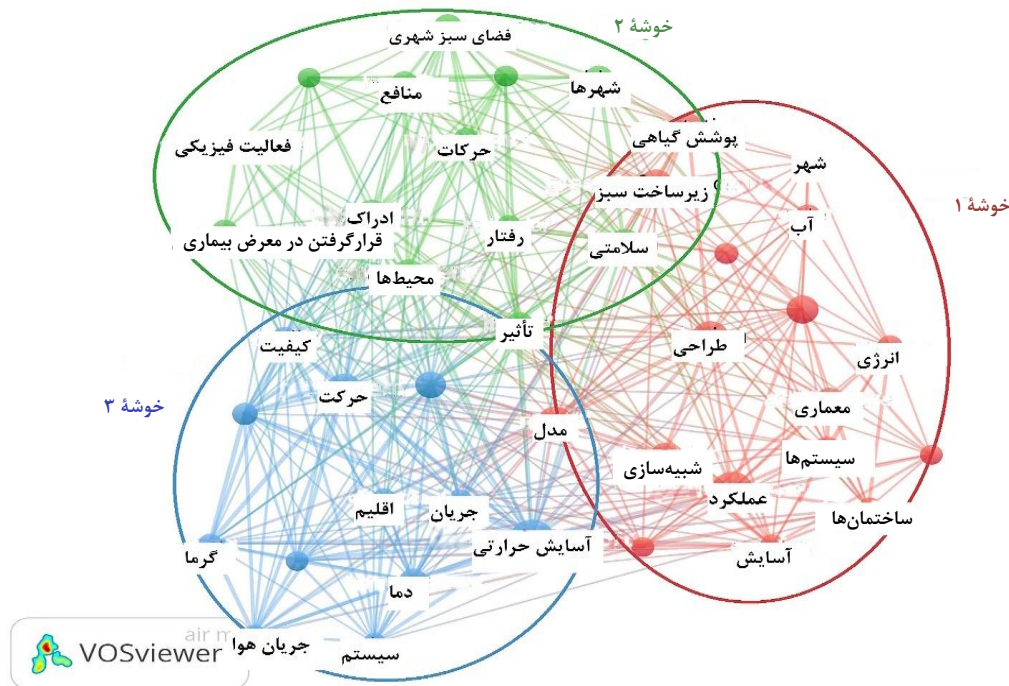 خوشهٔ ۲
فضای سبز شهری
منافع
شهرها
حرکات
فعالیت فیزیکی
ادراک
قرارگرفتن در معرض بیماری
رفتار
سلامتی
محیط‌ها
تأثیر
خوشهٔ ۱
پوشش گیاهی
شهر
زیرساخت سبز
آب
طراحی
انرژی
معماری
مدل
شبیه‌سازی
سیستم‌ها
عملکرد
ساختمان‌ها
آسایش
خوشهٔ ۳
کیفیت
حرکت
اقلیم
جریان
آسایش حرارتی
گرما
دما
جریان هوا
سیستم
air m
VOSviewer